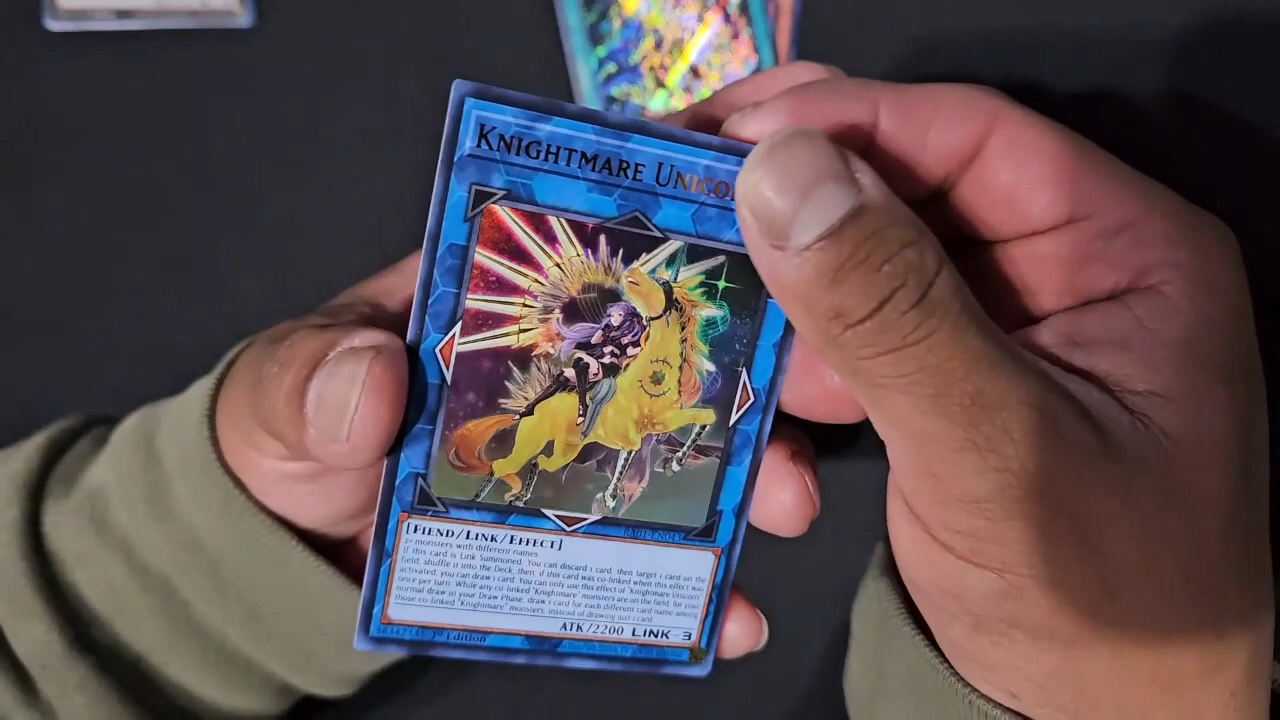 KNIGHTMARE UNICO
RA01-EN043
[FIEND/LINK/EFFECT]
2+ monsters with different names
If this card is Link Summoned: You can discard 1 card, then target 1 card on the
field; shuffle it into the Deck, then, if this card was co-linked when this effect was
activated, you can draw 1 card. You can only use this effect of "Knightmare Unicorn"
once per turn. While any co-linked "Knightmare" monsters are on the field, for your
normal draw in your Draw Phase, draw 1 card for each different card name among
those co-linked "Knightmare" monsters, instead of drawing just 1 card.
ATK/2200 LINK-3
38342335 1st Edition